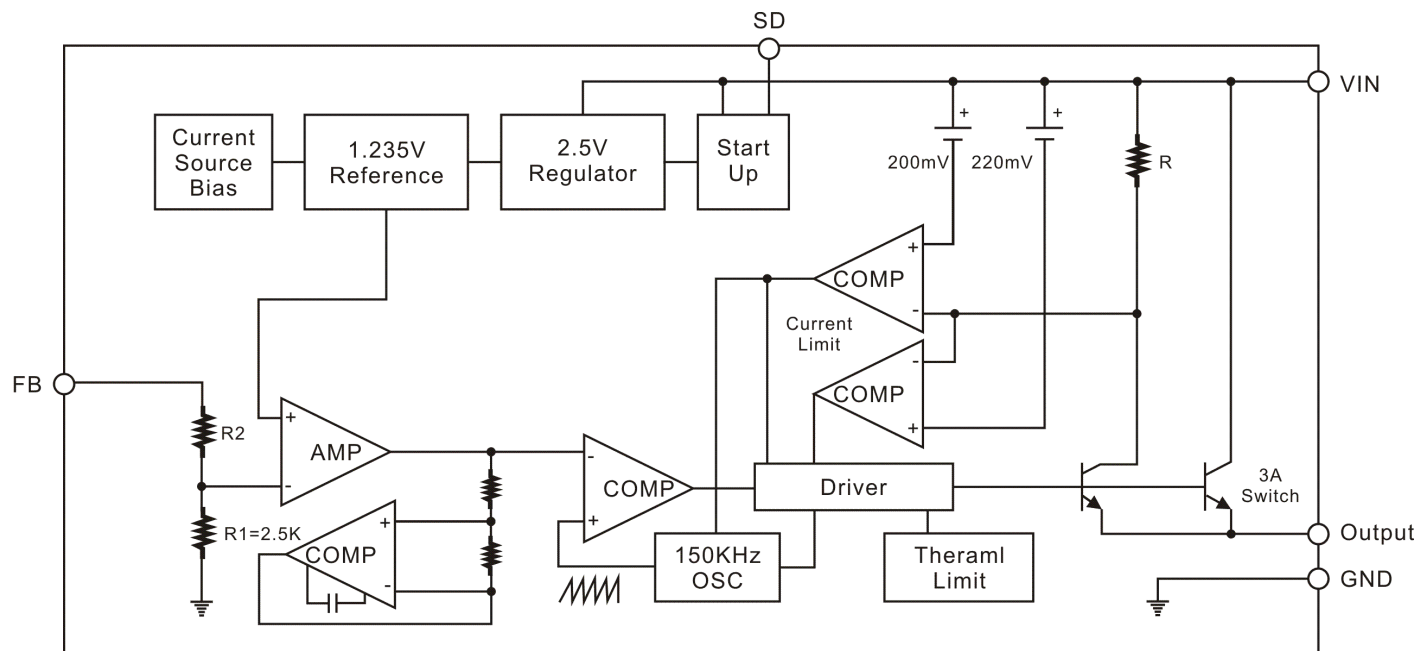 SD
VIN
Current
Source
Bias
1.235V
Reference
2.5V
Regulator
Start
Up
+
+
200mV
220mV
R
+
COMP
-
Current
Limit
-
COMP
+
FB
R2
+
AMP
-
-
COMP
+
Driver
3A
Switch
R1=2.5K
+
COMP
-
150KHz
OSC
Theraml
Limit
Output
GND